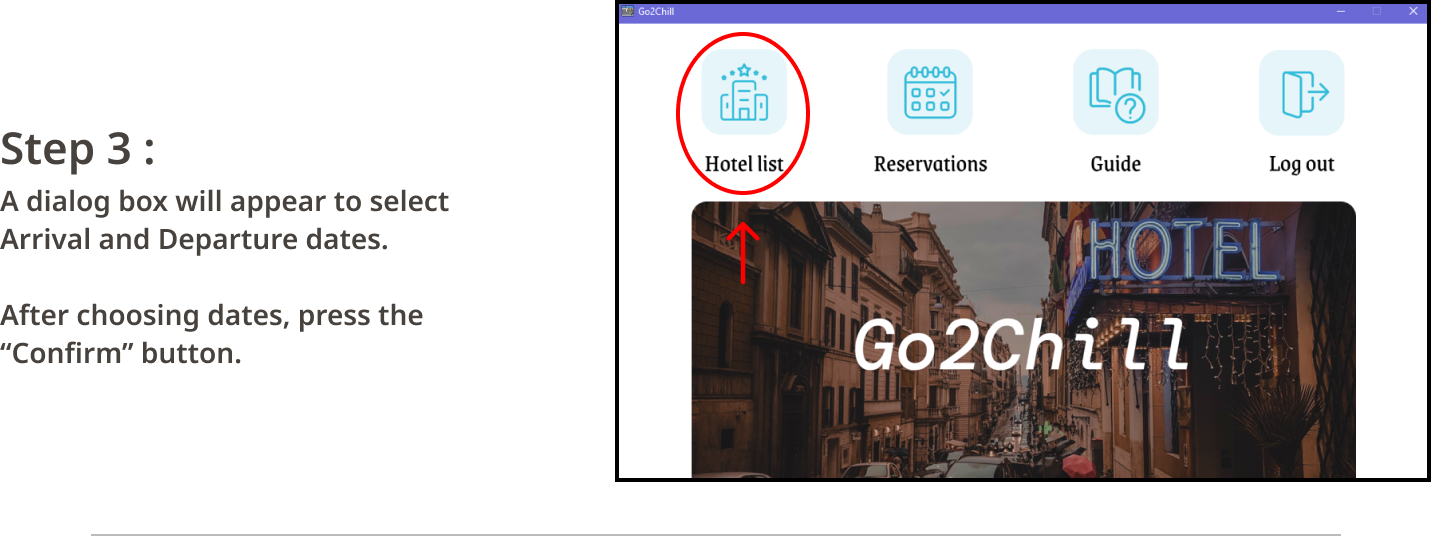 Step 3 :
A dialog box will appear to select
Arrival and Departure dates.
After choosing dates, press the
“Confirm” button.
Go2Chill
Hotel list
Reservations
Guide
Log out
HOTEL
Go2Chill